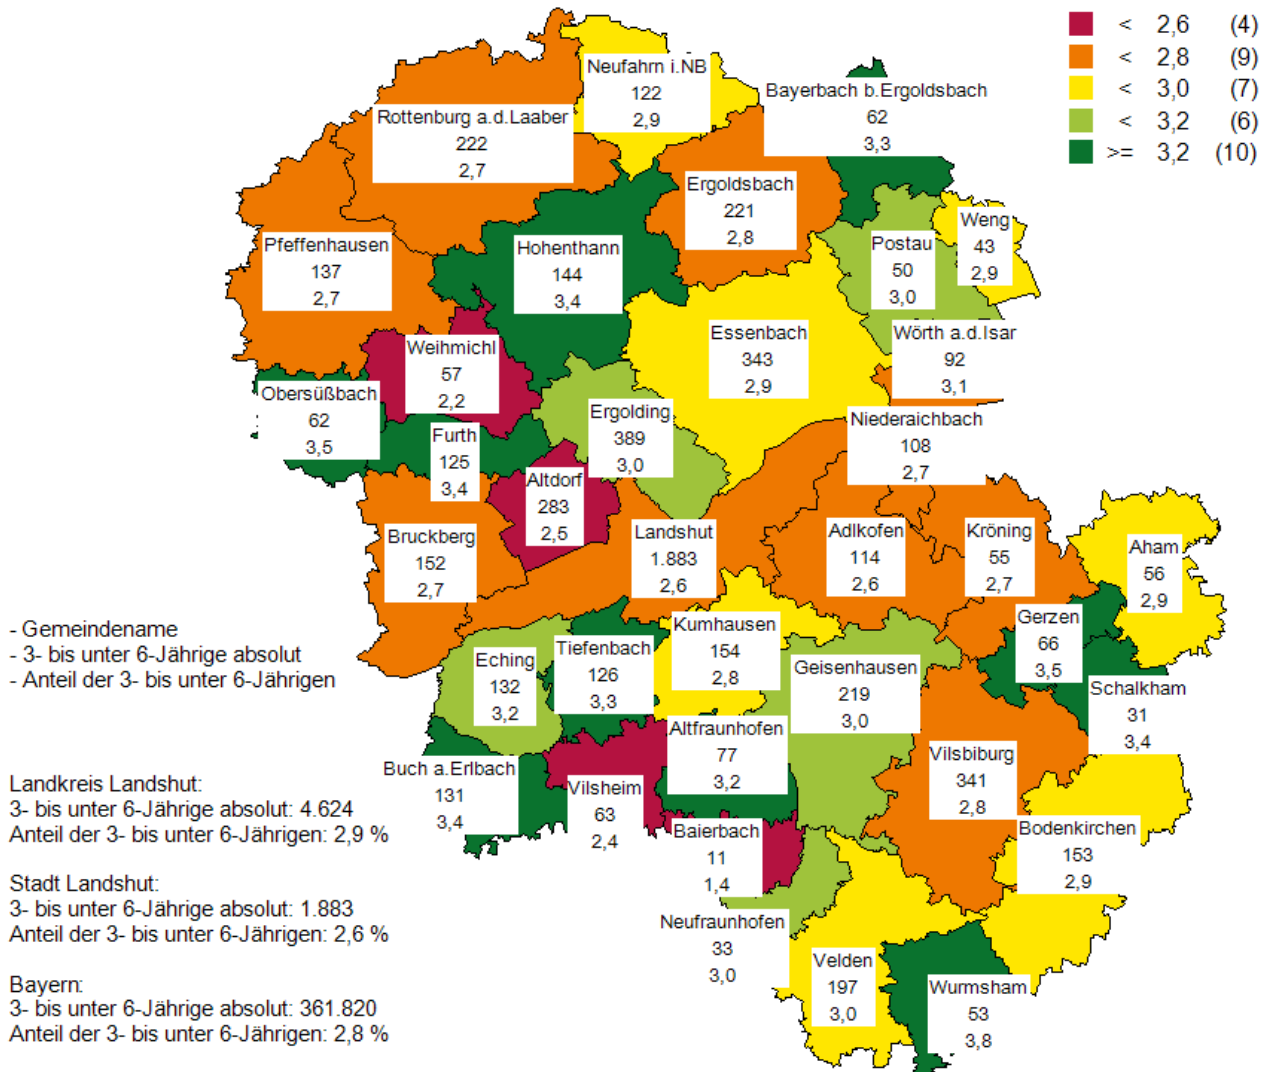 < 2,6 (4)
< 2,8 (9)
< 3,0 (7)
< 3,2 (6)
>= 3,2 (10)
Neufahrn i.NB
122
2,9
Bayerbach b.Ergoldsbach
62
3,3
Rottenburg a.d.Laaber
222
2,7
Ergoldsbach
221
2,8
Weng
43
2,9
Postau
50
3,0
Pfeffenhausen
137
2,7
Hohenthann
144
3,4
Essenbach
343
2,9
Wörth a.d.Isar
92
3,1
Weihmichl
57
2,2
Obersüßbach
62
3,5
Ergolding
389
3,0
Niederaichbach
108
2,7
Furth
125
3,4
Altdorf
283
2,5
Bruckberg
152
2,7
Landshut
1.883
2,6
Adlkofen
114
2,6
Kröning
55
2,7
Aham
56
2,9
Gerzen
66
3,5
Kumhausen
154
2,8
Tiefenbach
126
3,3
Eching
132
3,2
Geisenhausen
219
3,0
Schalkham
31
3,4
Altfraunhofen
77
3,2
Vilsbiburg
341
2,8
Buch a.Erlbach
131
3,4
Vilsheim
63
2,4
Baierbach
11
1,4
Bodenkirchen
153
2,9
Neufraunhofen
33
3,0
Velden
197
3,0
Wurmsham
53
3,8
- Gemeindename
- 3- bis unter 6-Jährige absolut
- Anteil der 3- bis unter 6-Jährigen
Landkreis Landshut:
3- bis unter 6-Jährige absolut: 4.624
Anteil der 3- bis unter 6-Jährigen: 2,9 %
Stadt Landshut:
3- bis unter 6-Jährige absolut: 1.883
Anteil der 3- bis unter 6-Jährigen: 2,6 %
Bayern:
3- bis unter 6-Jährige absolut: 361.820
Anteil der 3- bis unter 6-Jährigen: 2,8 %